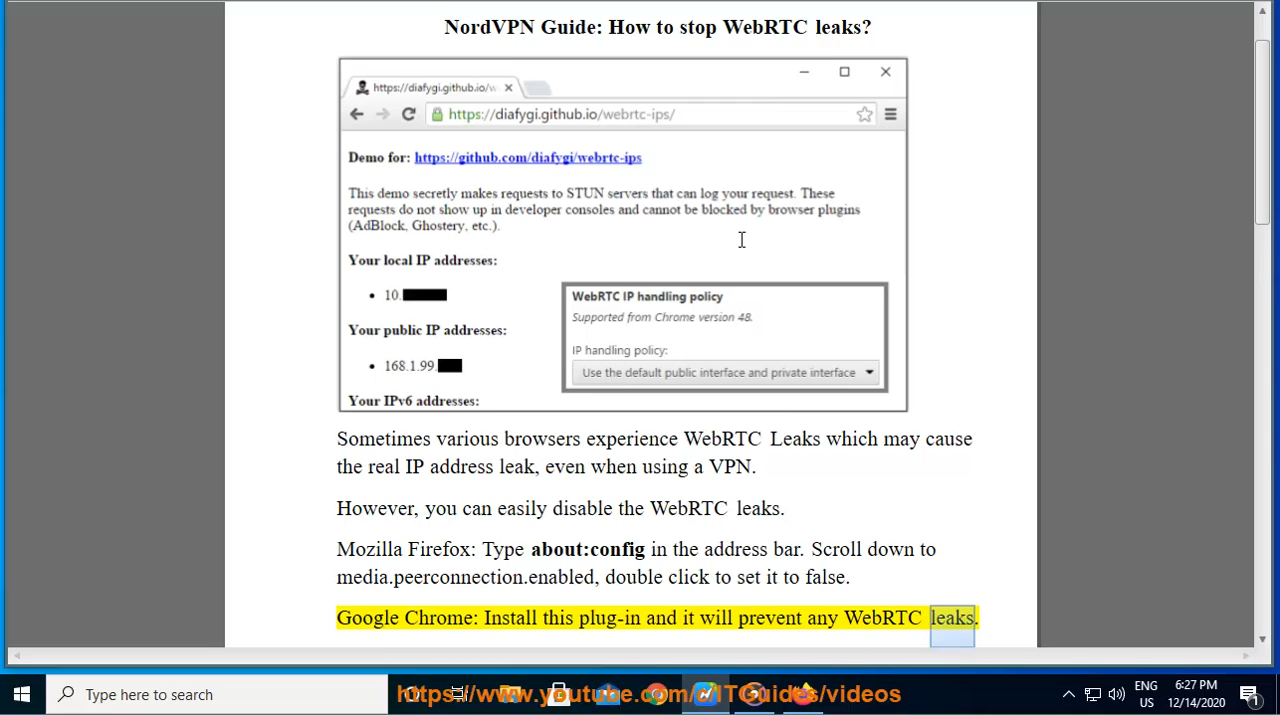 NordVPN Guide: How to stop WebRTC leaks?
https://diafygi.github.io/w
https://diafygi.github.io/webrtc-ips/
Demo for: https://github.com/diafygi/webrtc-ips
This demo secretly makes requests to STUN servers that can log your request. These
requests do not show up in developer consoles and cannot be blocked by browser plugins
(AdBlock, Ghostery, etc.).
Your local IP addresses:
• 10.
Your public IP addresses:
• 168.1.99.
Your IPv6 addresses:
WebRTC IP handling policy
Supported from Chrome version 48.
IP handling policy:
Use the default public interface and private interface
Sometimes various browsers experience WebRTC Leaks which may cause
the real IP address leak, even when using a VPN.
However, you can easily disable the WebRTC leaks.
Mozilla Firefox: Type about:config in the address bar. Scroll down to
media.peerconnection.enabled, double click to set it to false.
Google Chrome: Install this plug-in and it will prevent any WebRTC leaks.
Type here to search
https://www.youtube.com/c/ITGuides/videos
ENG
US
6:27 PM
12/14/2020
1